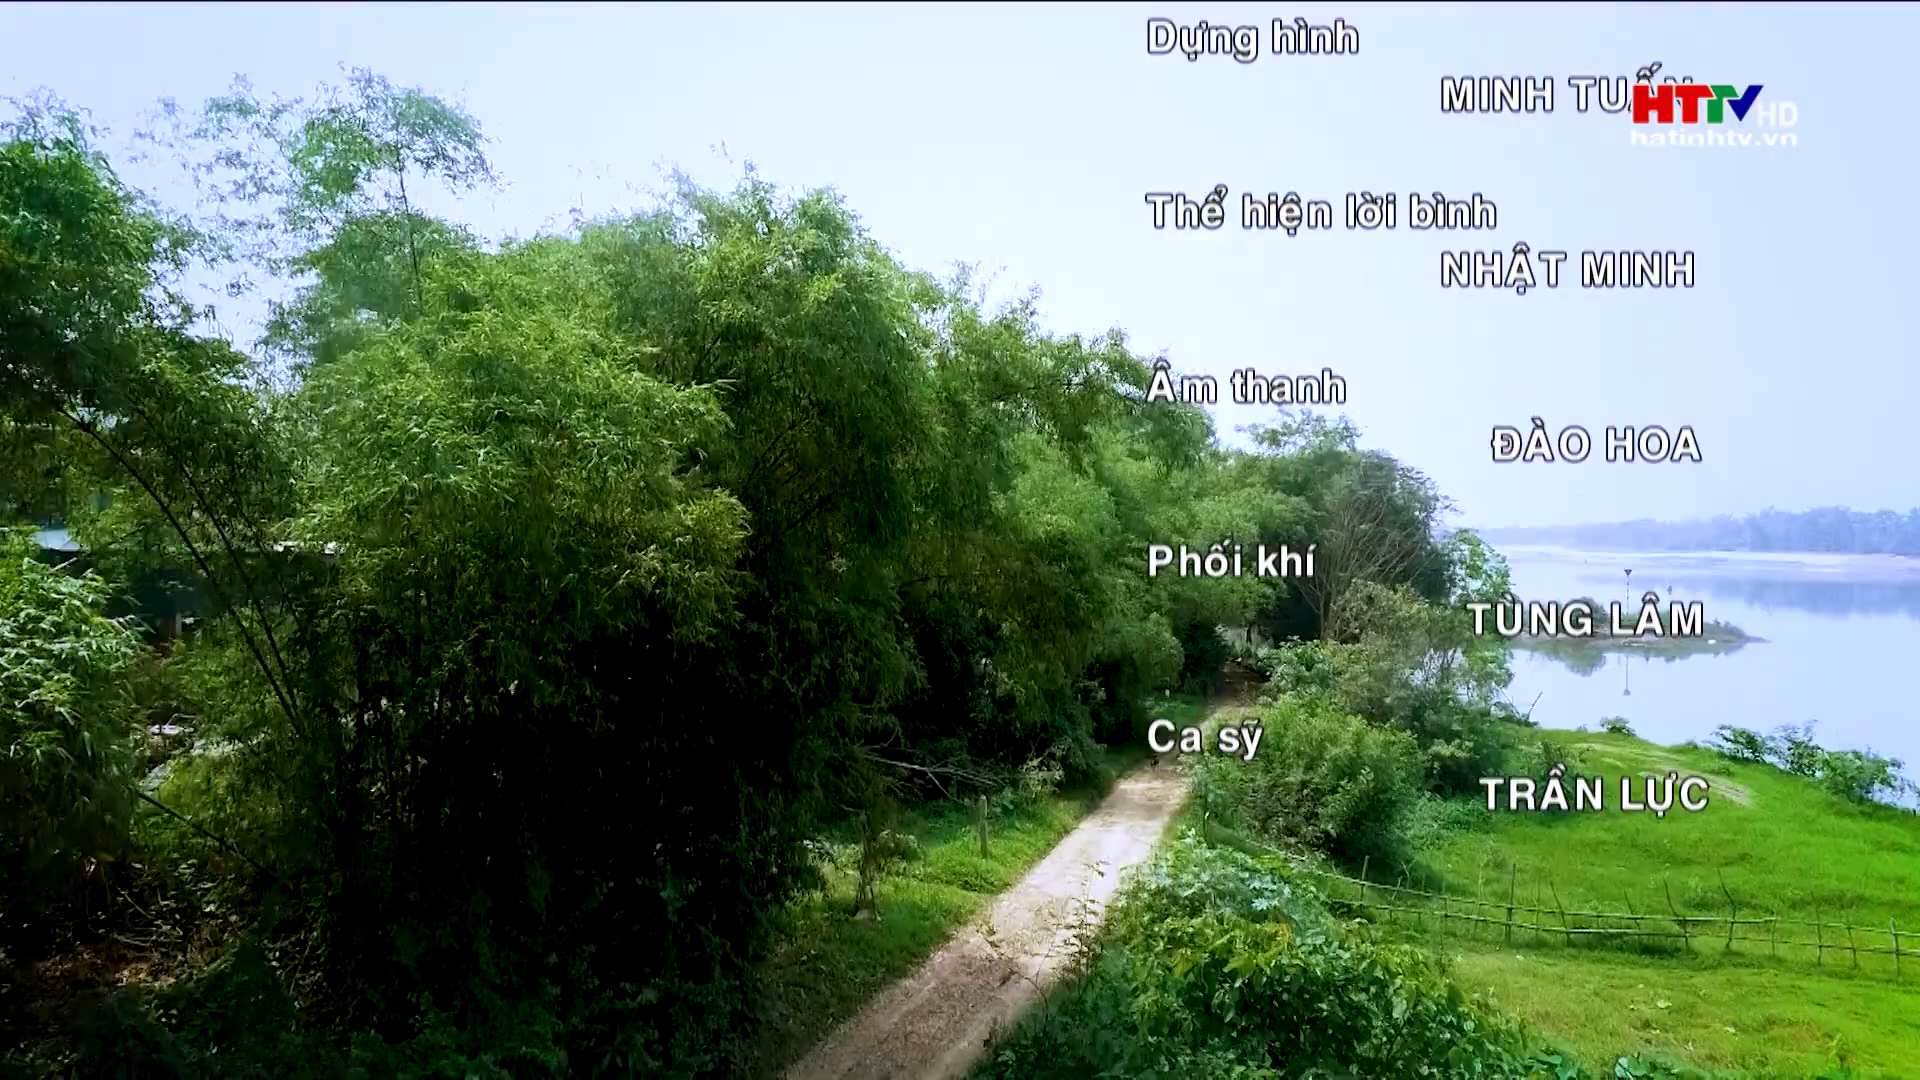 Dựng hình
MINH TUẤN
HTTV HD
hatinhtv.vn
Thể hiện lời bình
NHẬT MINH
Âm thanh
ĐÀO HOA
Phối khí
TÙNG LÂM
Ca sỹ
TRẦN LỰC